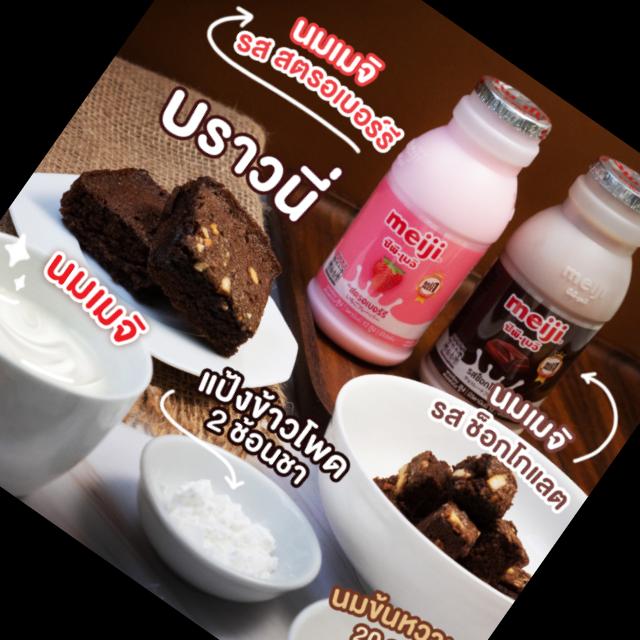 นมเมจิ
รส สตรอเบอร์รี
บราวนี่
meiji
meiji
นมเมจิ
แป้งข้าวโพด
2 ช้อนชา
นมเมจิ
รส ช็อกโกแลต
นมข้นหวาน